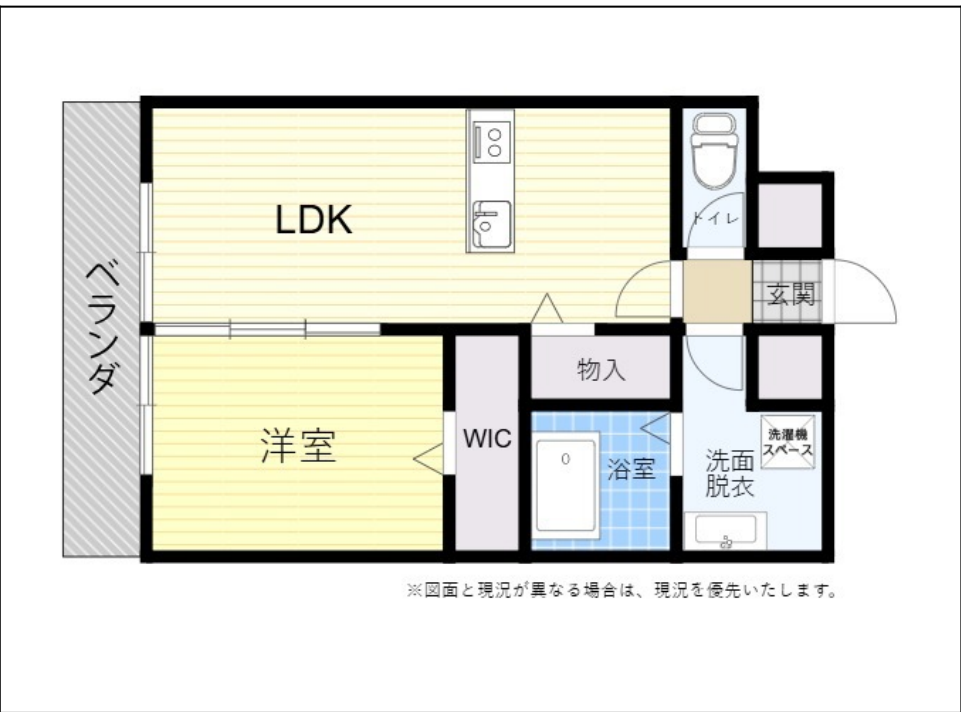 LDK
トイレ
ベランダ
玄関
物入
洋室
WIC
浴室
洗濯機
スペース
洗面
脱衣
※図面と現況が異なる場合は、現況を優先いたします。